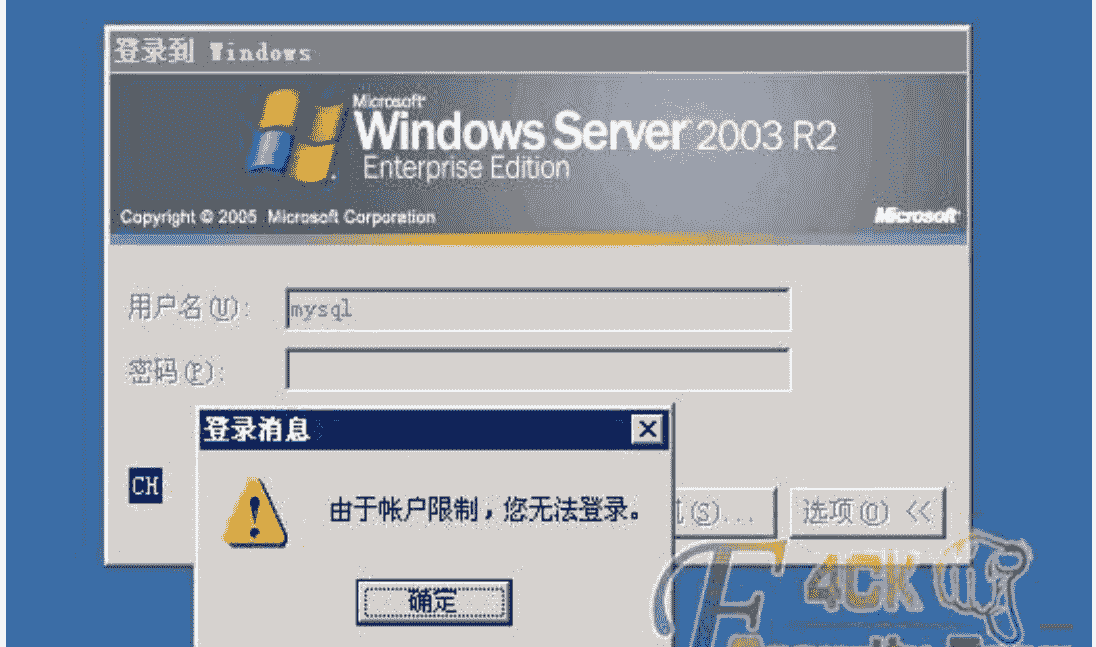 登录到 Windows
Microsoft
Windows Server 2003 R2
Enterprise Edition
Copyright © 2005 Microsoft Corporation
Microsoft
用户名(U):
mysql
密码(P):
登录消息
CH
由于帐户限制,您无法登录。
(S)...
选项(O) <<
确定
F4CK